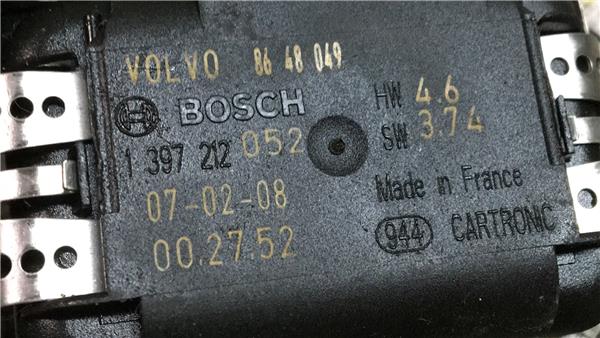 VOLVO 86 48 049
BOSCH HW 4.6
1 397 212 052 SW 3.74
07-02-08 Made in France
00.27.52 944 CARTRONIC